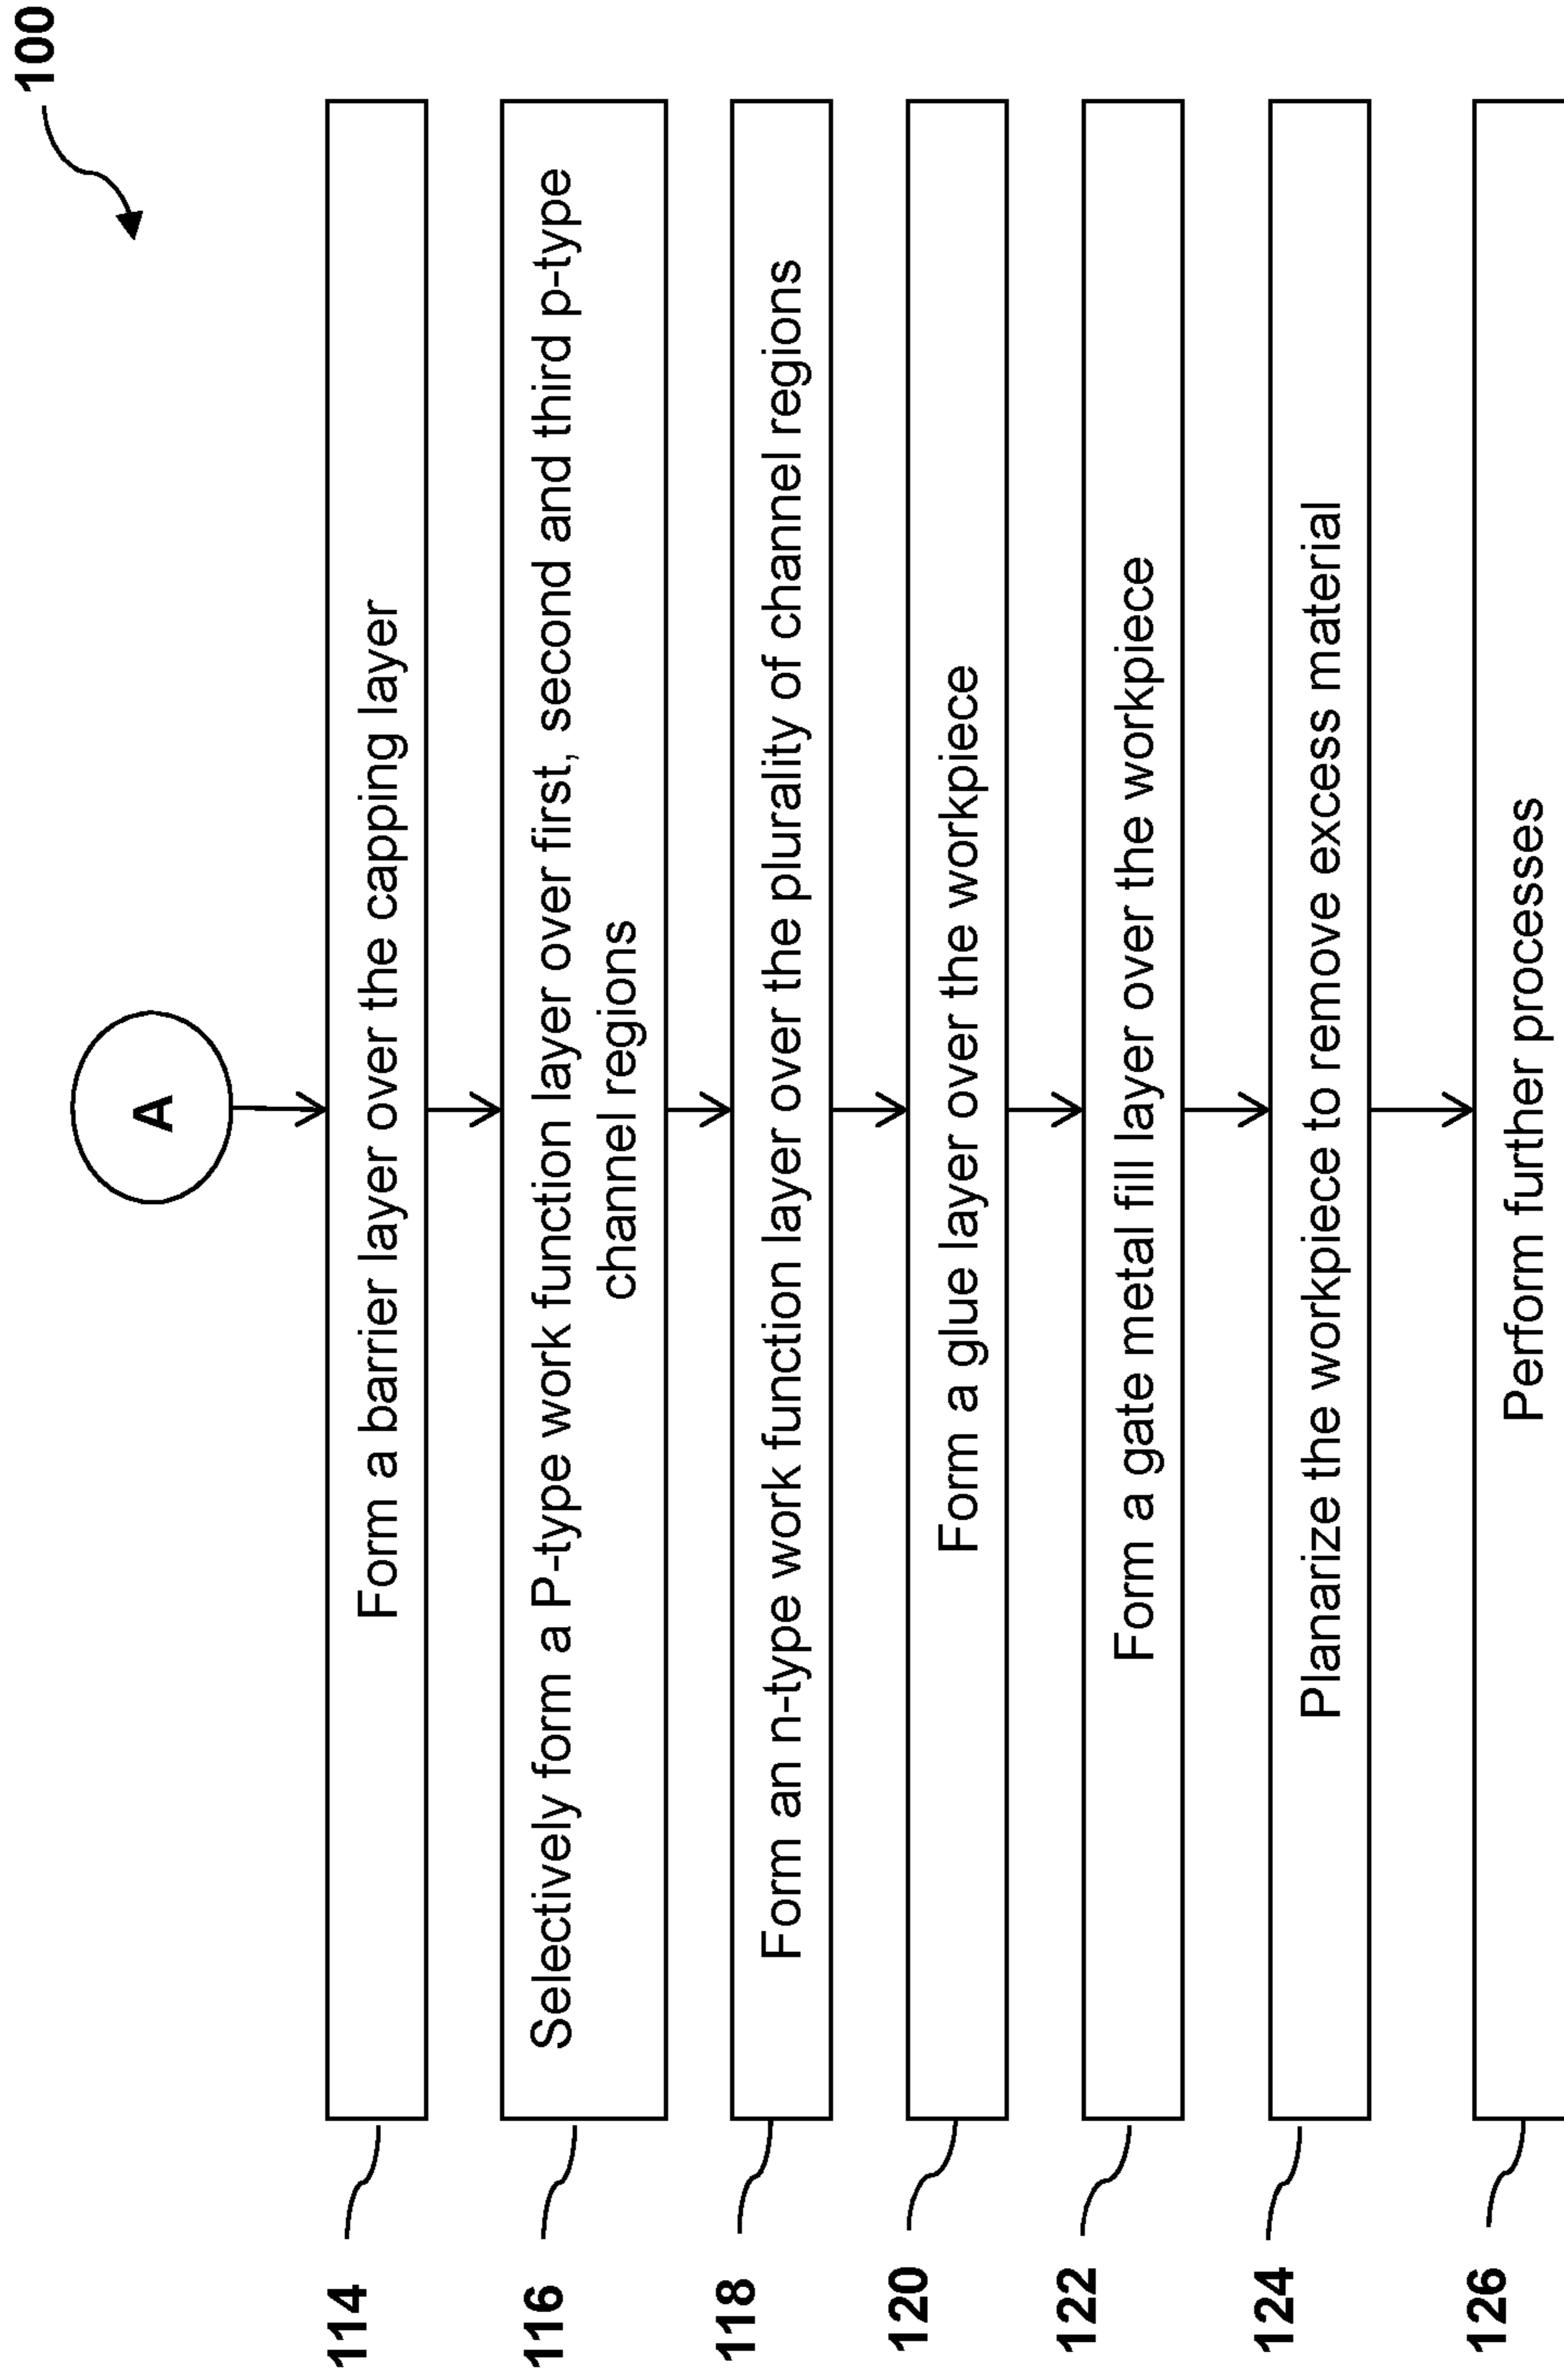 100
A
114
Form a barrier layer over the capping layer
116
Selectively form a P-type work function layer over first, second and third p-type
channel regions
118
Form an n-type work function layer over the plurality of channel regions
120
Form a glue layer over the workpiece
122
Form a gate metal fill layer over the workpiece
124
Planarize the workpiece to remove excess material
126
Perform further processes